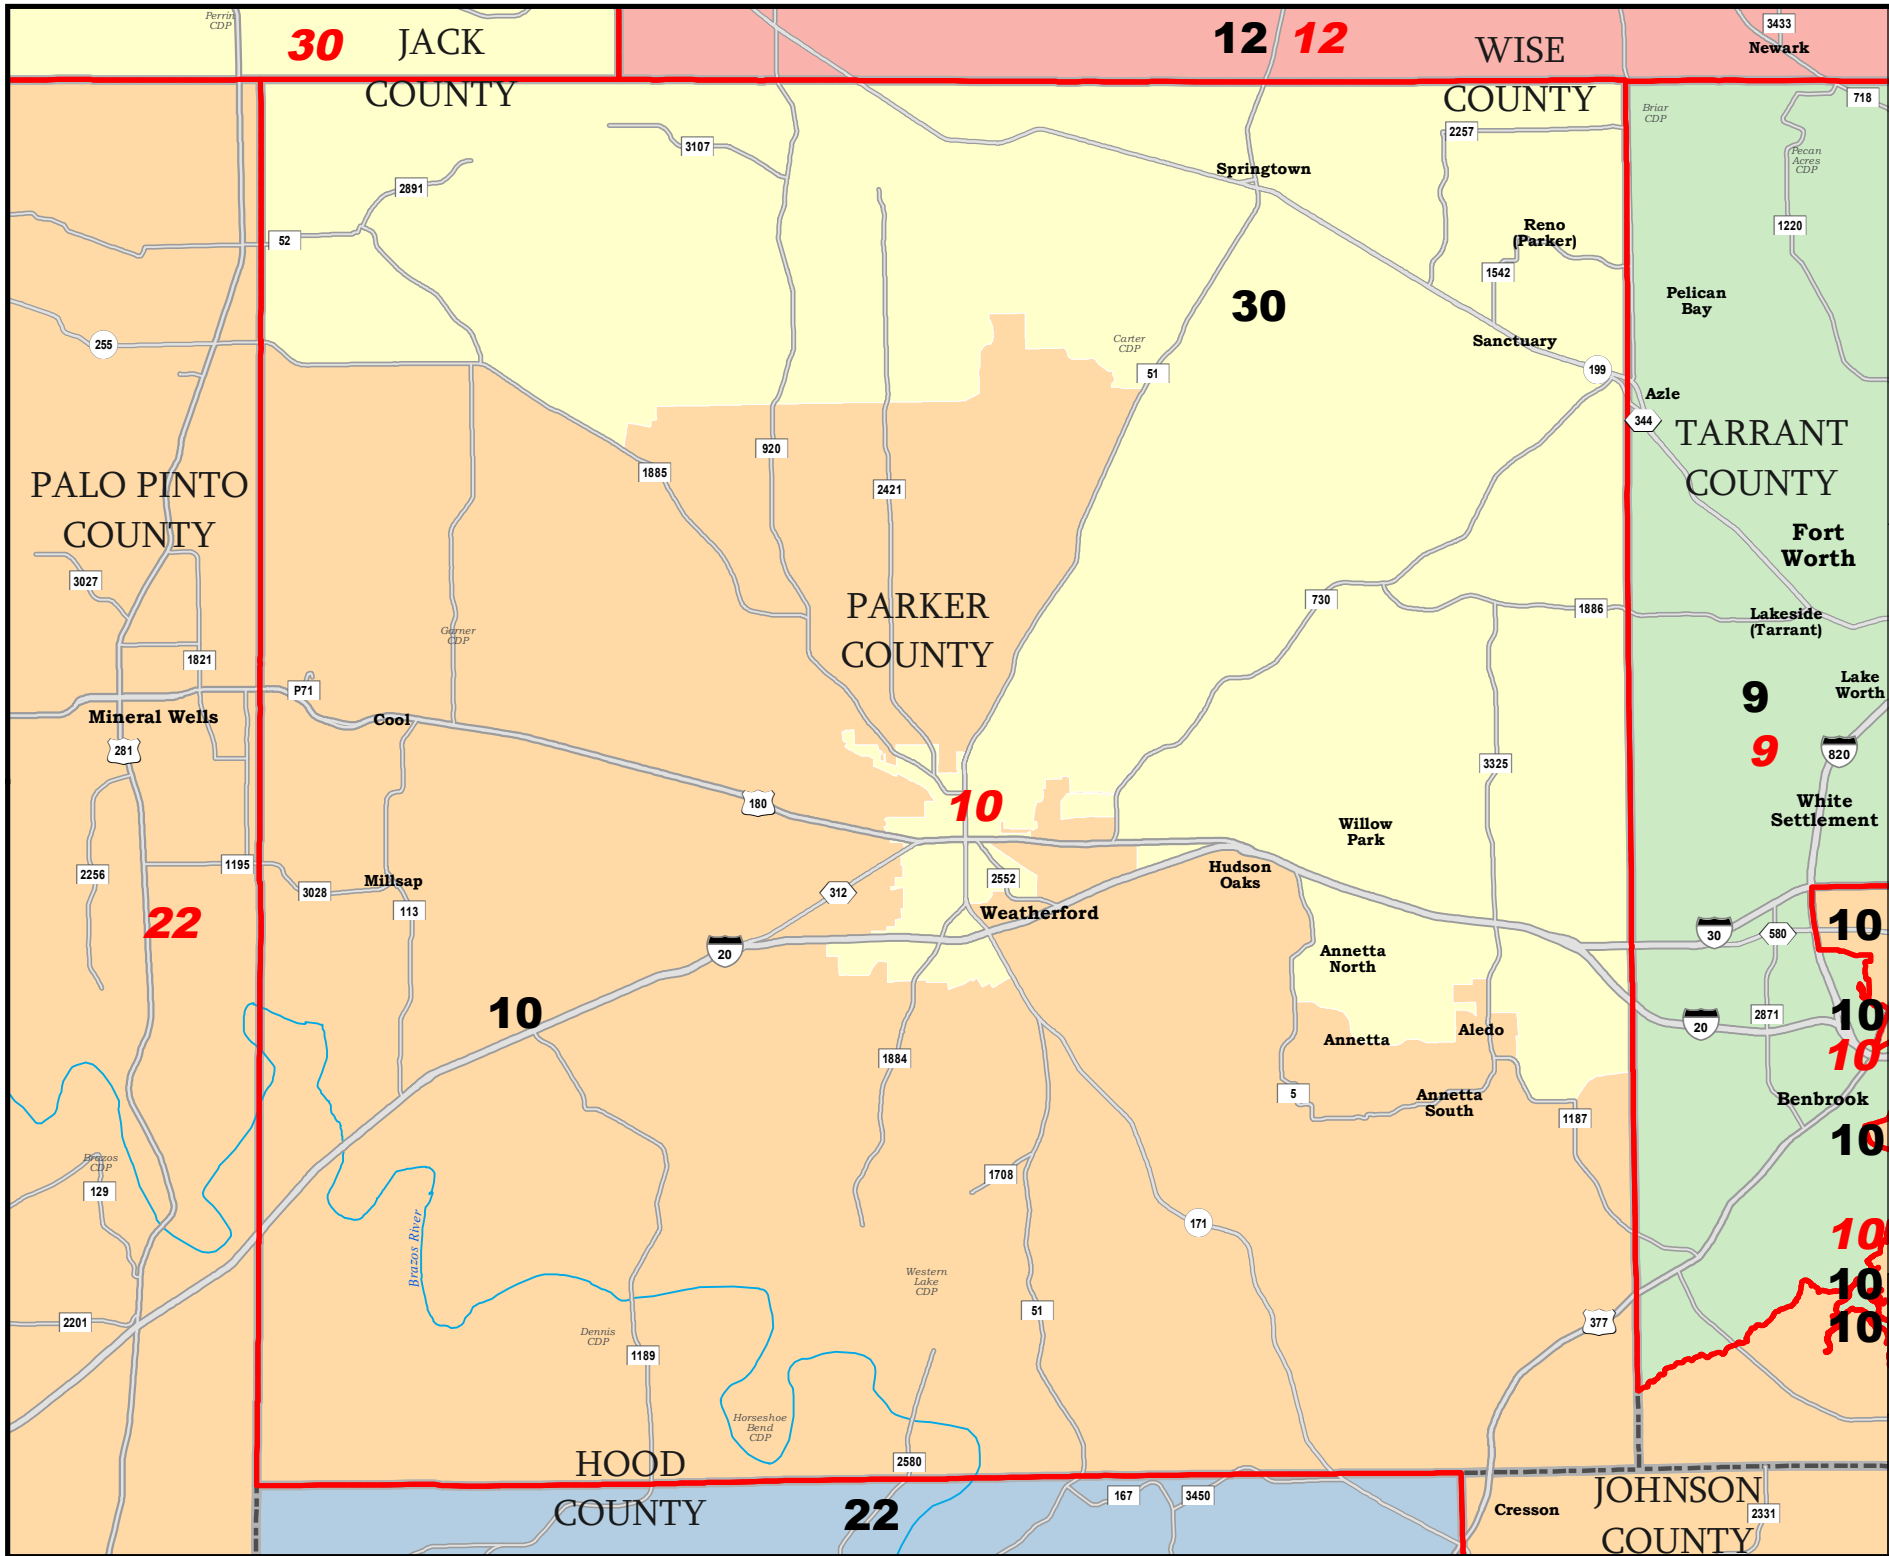 Perrin
CDP
30
JACK
COUNTY
12
12
WISE
COUNTY
3433
Newark
718
Briar
CDP
Pecan
Acres
CDP
2257
3107
Springtown
2891
52
Reno
(Parker)
1220
1542
30
Pelican
Bay
255
Carter
CDP
Sanctuary
51
199
Azle
344
TARRANT
COUNTY
920
1885
2421
PALO PINTO
COUNTY
Fort
Worth
3027
PARKER
COUNTY
730
1886
Lakeside
(Tarrant)
Garner
CDP
1821
P71
9
Lake
Worth
Mineral Wells
Cool
281
9
820
3325
180
10
White
Settlement
Willow
Park
1195
2256
3028
Millsap
113
22
312
2552
Hudson
Oaks
Weatherford
20
30
580
10
Annetta
North
10
2871
10
20
Annetta
Aledo
10
1884
5
Annetta
South
1187
Benbrook
10
Brazos
CDP
129
1708
171
10
Brazos River
Western
Lake
CDP
10
51
2201
377
10
Dennis
CDP
1189
Horseshoe
Bend
CDP
2580
HOOD
COUNTY
22
167
3450
Cresson
JOHNSON
COUNTY
2331